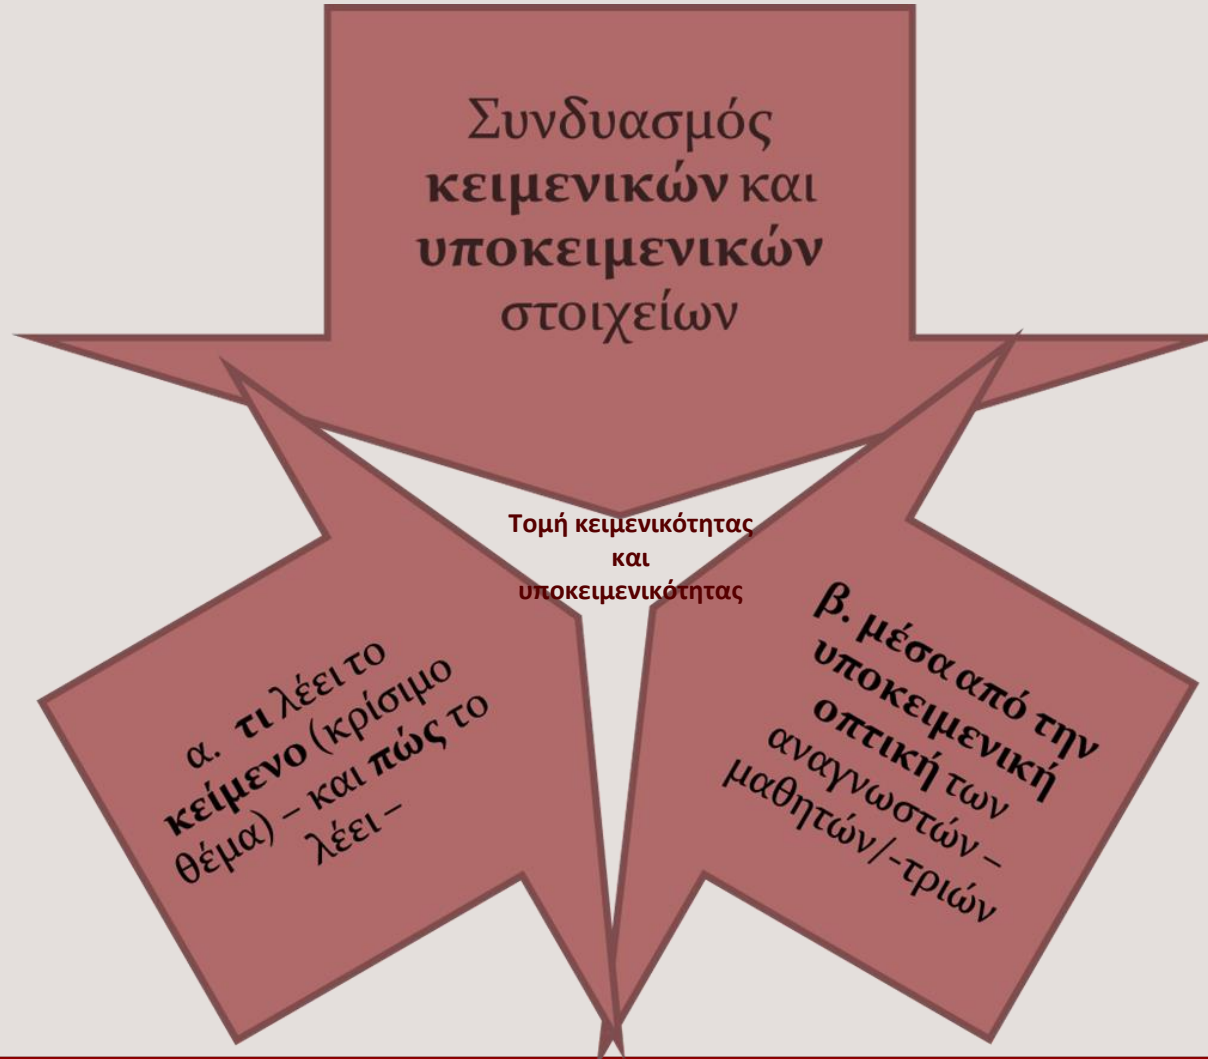 Συνδυασμός
κειμενικών και
υποκειμενικών
στοιχείων
Τομή κειμενικότητας
και
υποκειμενικότητας
α. τι λέει το
κείμενο (κρίσιμο
θέμα) – και πώς το
λέει –
β. μέσα από την
υποκειμενική
οπτική των
αναγνωστών –
μαθητών/-τριών